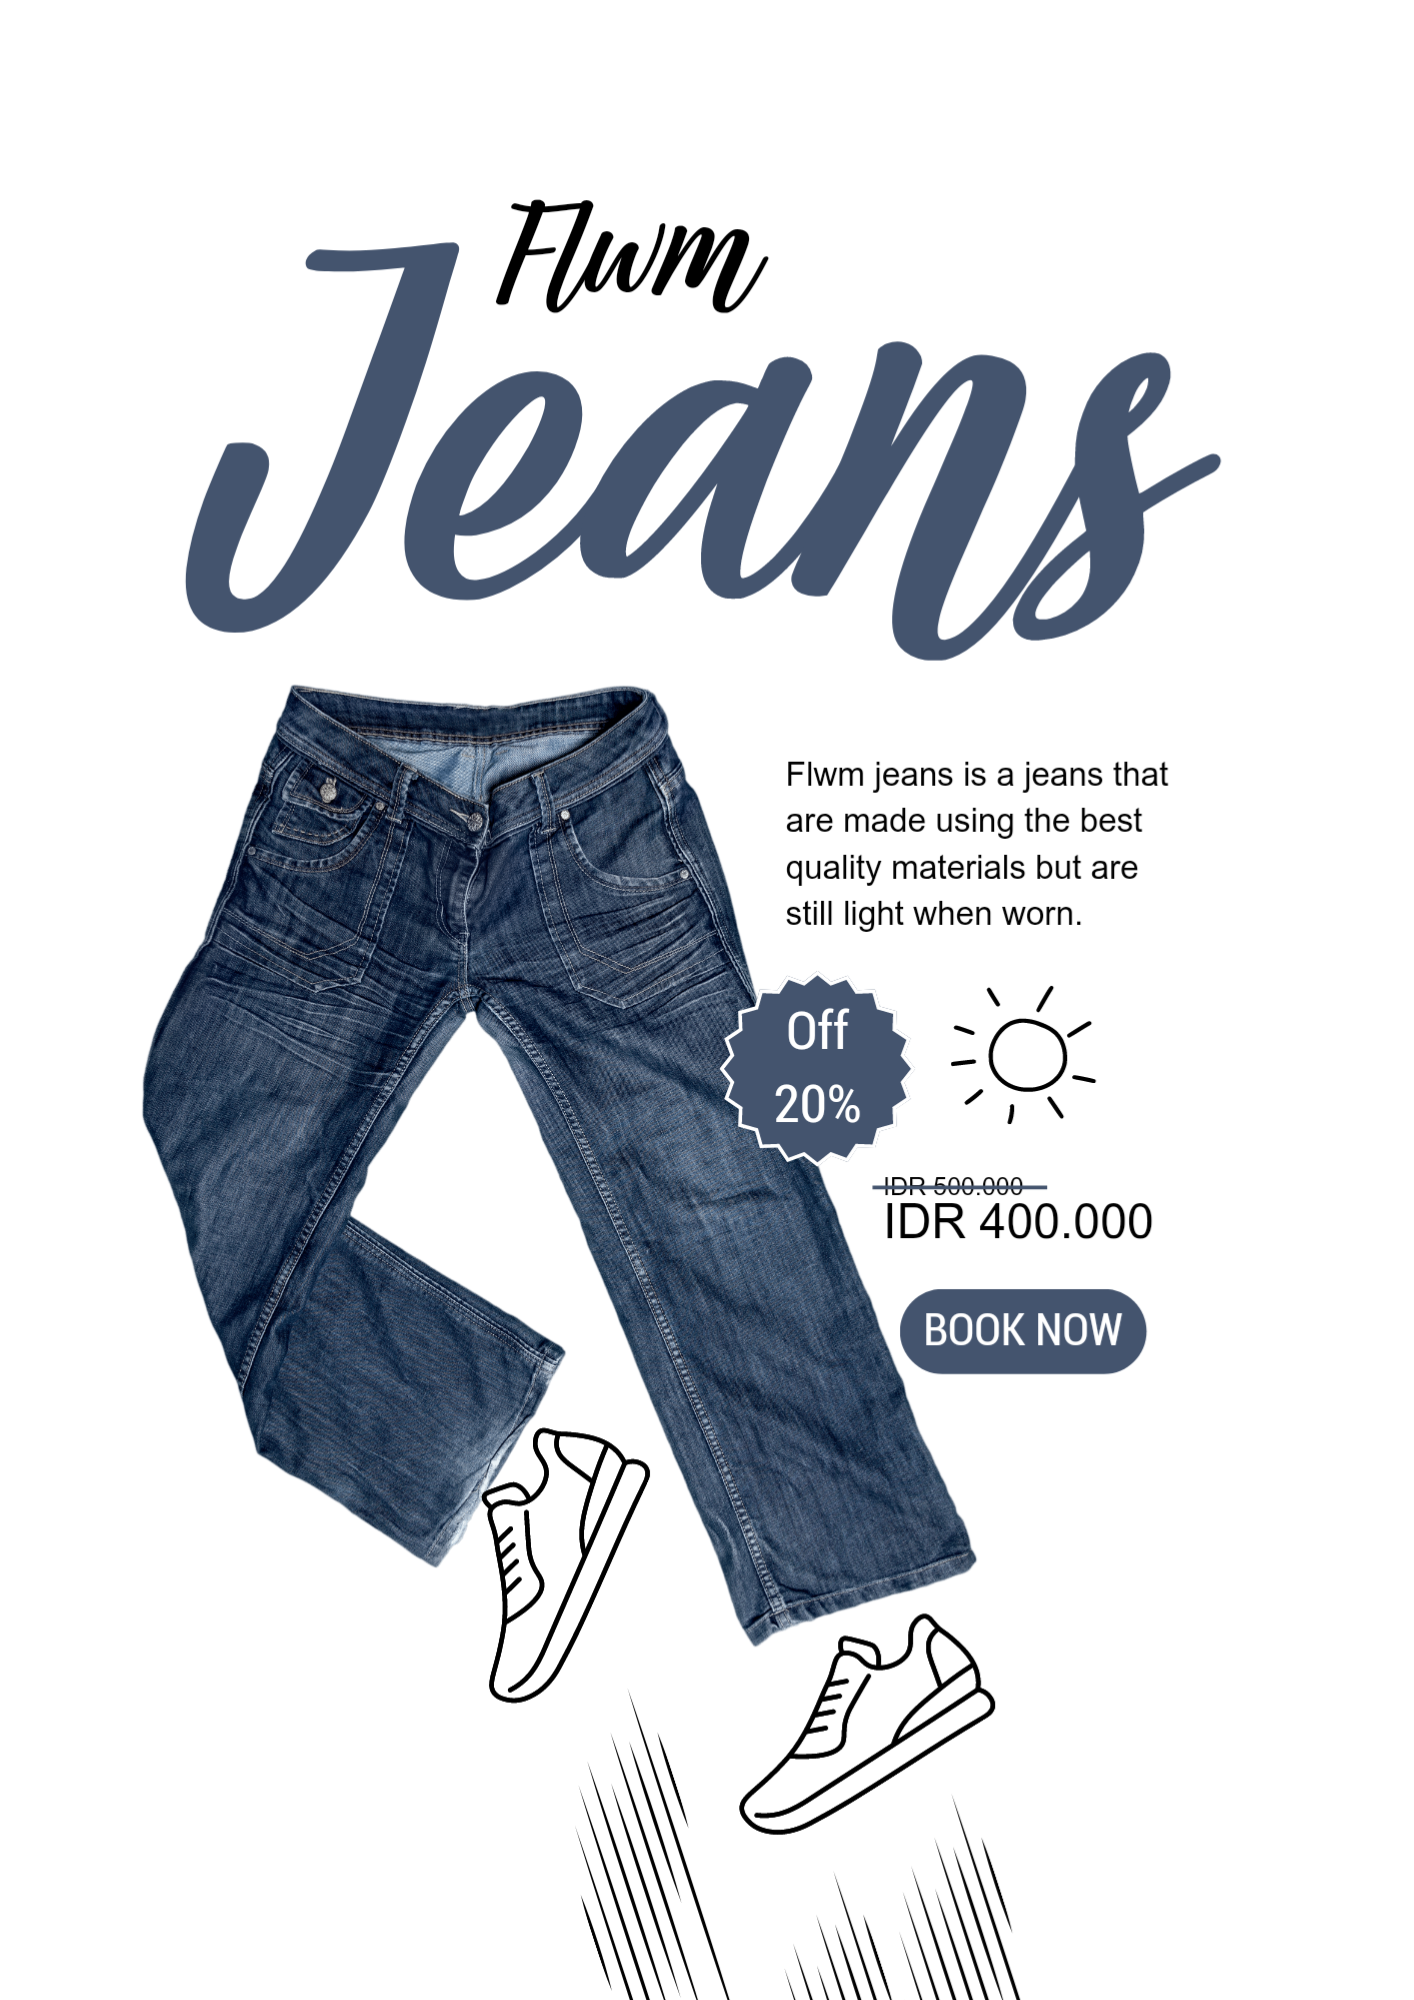 Flwm
Jeans
Flwm jeans is a jeans that
are made using the best
quality materials but are
still light when worn.
Off
20%
IDR 500.000
IDR 400.000
BOOK NOW